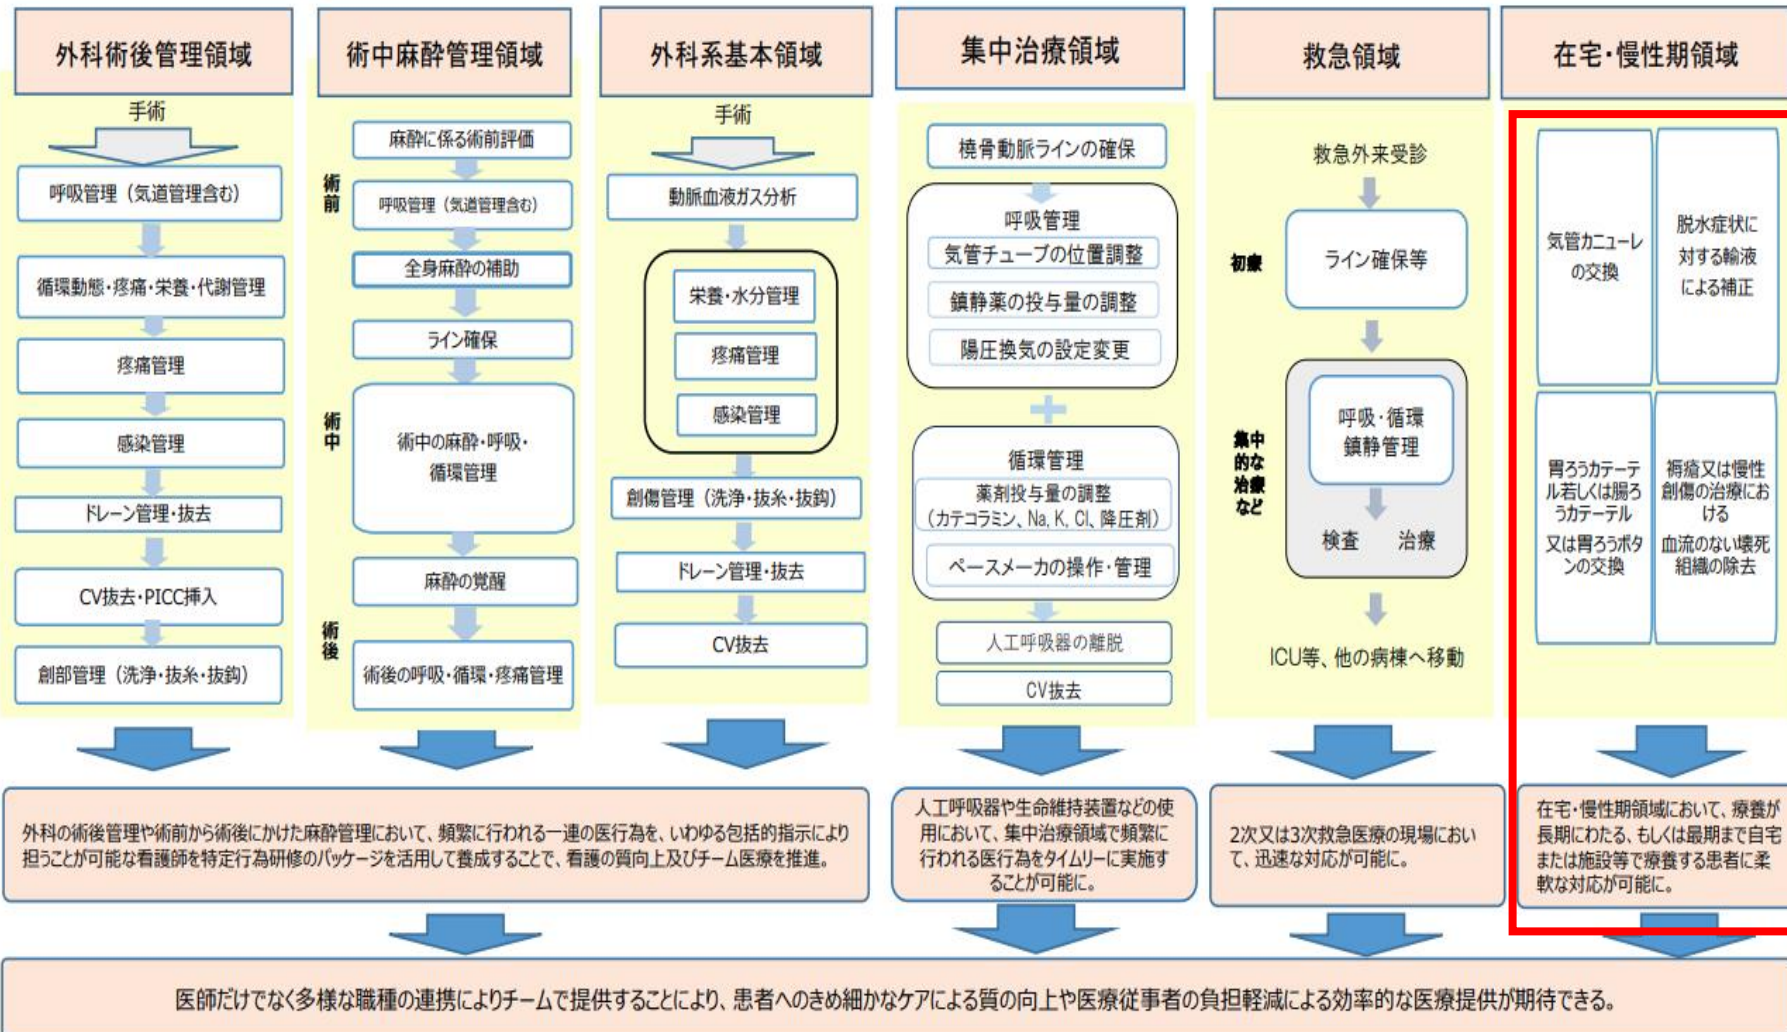 外科術後管理領域
手術
呼吸管理（気道管理含む）
循環動態・疼痛・栄養・代謝管理
疼痛管理
感染管理
ドレーン管理・抜去
CV抜去・PICC挿入
創部管理（洗浄・抜糸・抜鈎）
術中麻酔管理領域
術前
麻酔に係る術前評価
呼吸管理（気道管理含む）
全身麻酔の補助
ライン確保
術中
術中の麻酔・呼吸・
循環管理
麻酔の覚醒
術後
術後の呼吸・循環・疼痛管理
外科系基本領域
手術
動脈血液ガス分析
栄養・水分管理
疼痛管理
感染管理
創傷管理（洗浄・抜糸・抜鈎）
ドレーン管理・抜去
CV抜去
集中治療領域
橈骨動脈ラインの確保
呼吸管理
気管チューブの位置調整
鎮静薬の投与量の調整
陽圧換気の設定変更
循環管理
薬剤投与量の調整
（カテコラミン、Na, K, Cl、降圧剤）
ペースメーカの操作・管理
人工呼吸器の離脱
CV抜去
救急領域
救急外来受診
初療
ライン確保等
集中
的な
治療
など
呼吸・循環
鎮静管理
検査 治療
ICU等、他の病棟へ移動
在宅・慢性期領域
気管カニューレ
の交換
脱水症状に
対する輸液
による補正
胃ろうカテーテ
ル若しくは腸ろ
うカテーテル
又は胃ろうボタ
ンの交換
褥瘡又は慢性
創傷の治療にお
ける
血流のない壊死
組織の除去
外科の術後管理や術前から術後にかけた麻酔管理において、頻繁に行われる一連の医行為を、いわゆる包括的指示により
担うことが可能な看護師を特定行為研修のパッケージを活用して養成することで、看護の質向上及びチーム医療を推進。
人工呼吸器や生命維持装置などの使
用において、集中治療領域で頻繁に
行われる医行為をタイムリーに実施す
ることが可能に。
2次又は3次救急医療の現場におい
て、迅速な対応が可能に。
在宅・慢性期領域において、療養が
長期にわたる、もしくは最期まで自宅
または施設等で療養する患者に柔
軟な対応が可能に。
医師だけでなく多様な職種の連携によりチームで提供することにより、患者へのきめ細かなケアによる質の向上や医療従事者の負担軽減による効率的な医療提供が期待できる。